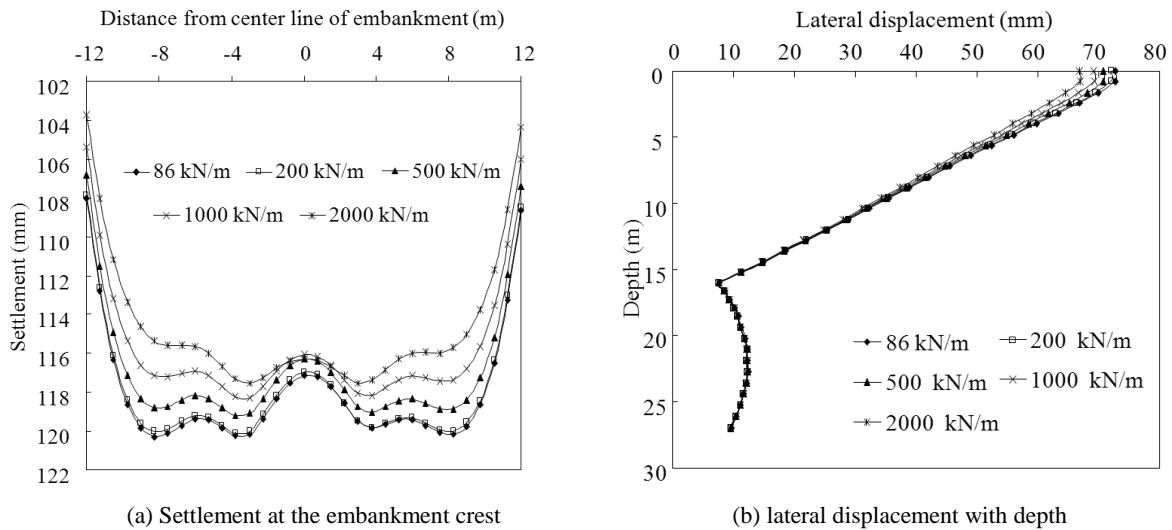 Distance from center line of embankment (m)
-12 -8 -4 0 4 8 12
102
104
106
108
110
112
114
116
118
120
122
Settlement (mm)
86 kN/m 200 kN/m 500 kN/m
1000 kN/m 2000 kN/m
(a) Settlement at the embankment crest
Lateral displacement (mm)
0 10 20 30 40 50 60 70 80
0
5
10
15
20
25
30
Depth (m)
86 kN/m 200 kN/m
500 kN/m 1000 kN/m
2000 kN/m
(b) lateral displacement with depth